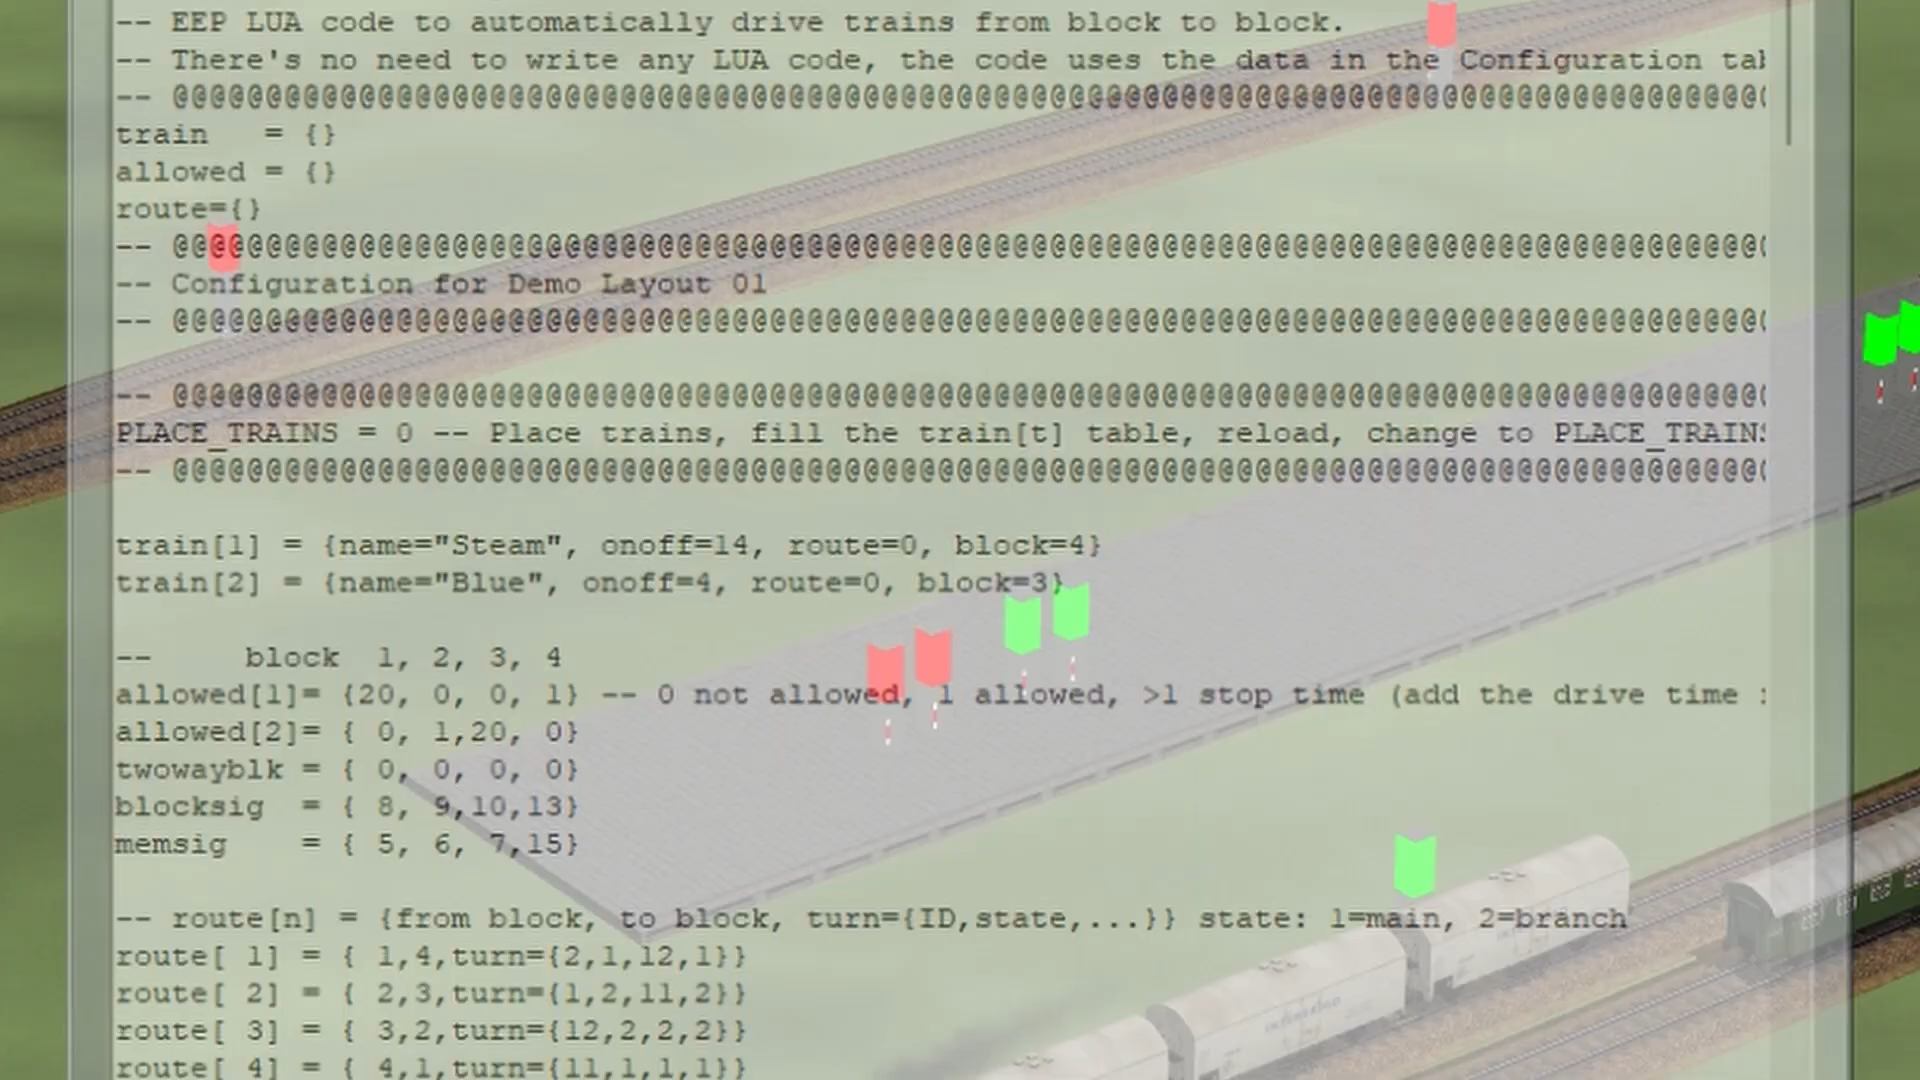 -- EEP LUA code to automatically drive trains from block to block.
-- There's no need to write any LUA code, the code uses the data in the Configuration tab
-- @@@@@@@@@@@@@@@@@@@@@@@@@@@@@@@@@@@@@@@@@@@@@@@@@@@@@@@@@@@@@@@@@@@@@@@@@@@@@@@@@@@@@
train   = {}
allowed = {}
route={}
-- @@@@@@@@@@@@@@@@@@@@@@@@@@@@@@@@@@@@@@@@@@@@@@@@@@@@@@@@@@@@@@@@@@@@@@@@@@@@@@@@@@@@@
-- Configuration for Demo Layout 01
-- @@@@@@@@@@@@@@@@@@@@@@@@@@@@@@@@@@@@@@@@@@@@@@@@@@@@@@@@@@@@@@@@@@@@@@@@@@@@@@@@@@@@@
-- @@@@@@@@@@@@@@@@@@@@@@@@@@@@@@@@@@@@@@@@@@@@@@@@@@@@@@@@@@@@@@@@@@@@@@@@@@@@@@@@@@@@@
PLACE_TRAINS = 0 -- Place trains, fill the train[t] table, reload, change to PLACE_TRAINS
-- @@@@@@@@@@@@@@@@@@@@@@@@@@@@@@@@@@@@@@@@@@@@@@@@@@@@@@@@@@@@@@@@@@@@@@@@@@@@@@@@@@@@@
train[1] = {name="Steam", onoff=14, route=0, block=4}
train[2] = {name="Blue", onoff=4, route=0, block=3}
--     block  1, 2, 3, 4
allowed[1]= {20, 0, 0, 1} -- 0 not allowed, 1 allowed, >1 stop time (add the drive time
allowed[2]= { 0, 1,20, 0}
twowayblk = { 0, 0, 0, 0}
blocksig  = { 8, 9,10,13}
memsig    = { 5, 6, 7,15}
-- route[n] = {from block, to block, turn={ID,state,...}} state: 1=main, 2=branch
route[ 1] = { 1,4,turn={2,1,12,1}}
route[ 2] = { 2,3,turn={1,2,11,2}}
route[ 3] = { 3,2,turn={12,2,2,2}}
route[ 4] = { 4,1,turn={11,1,1,1}}